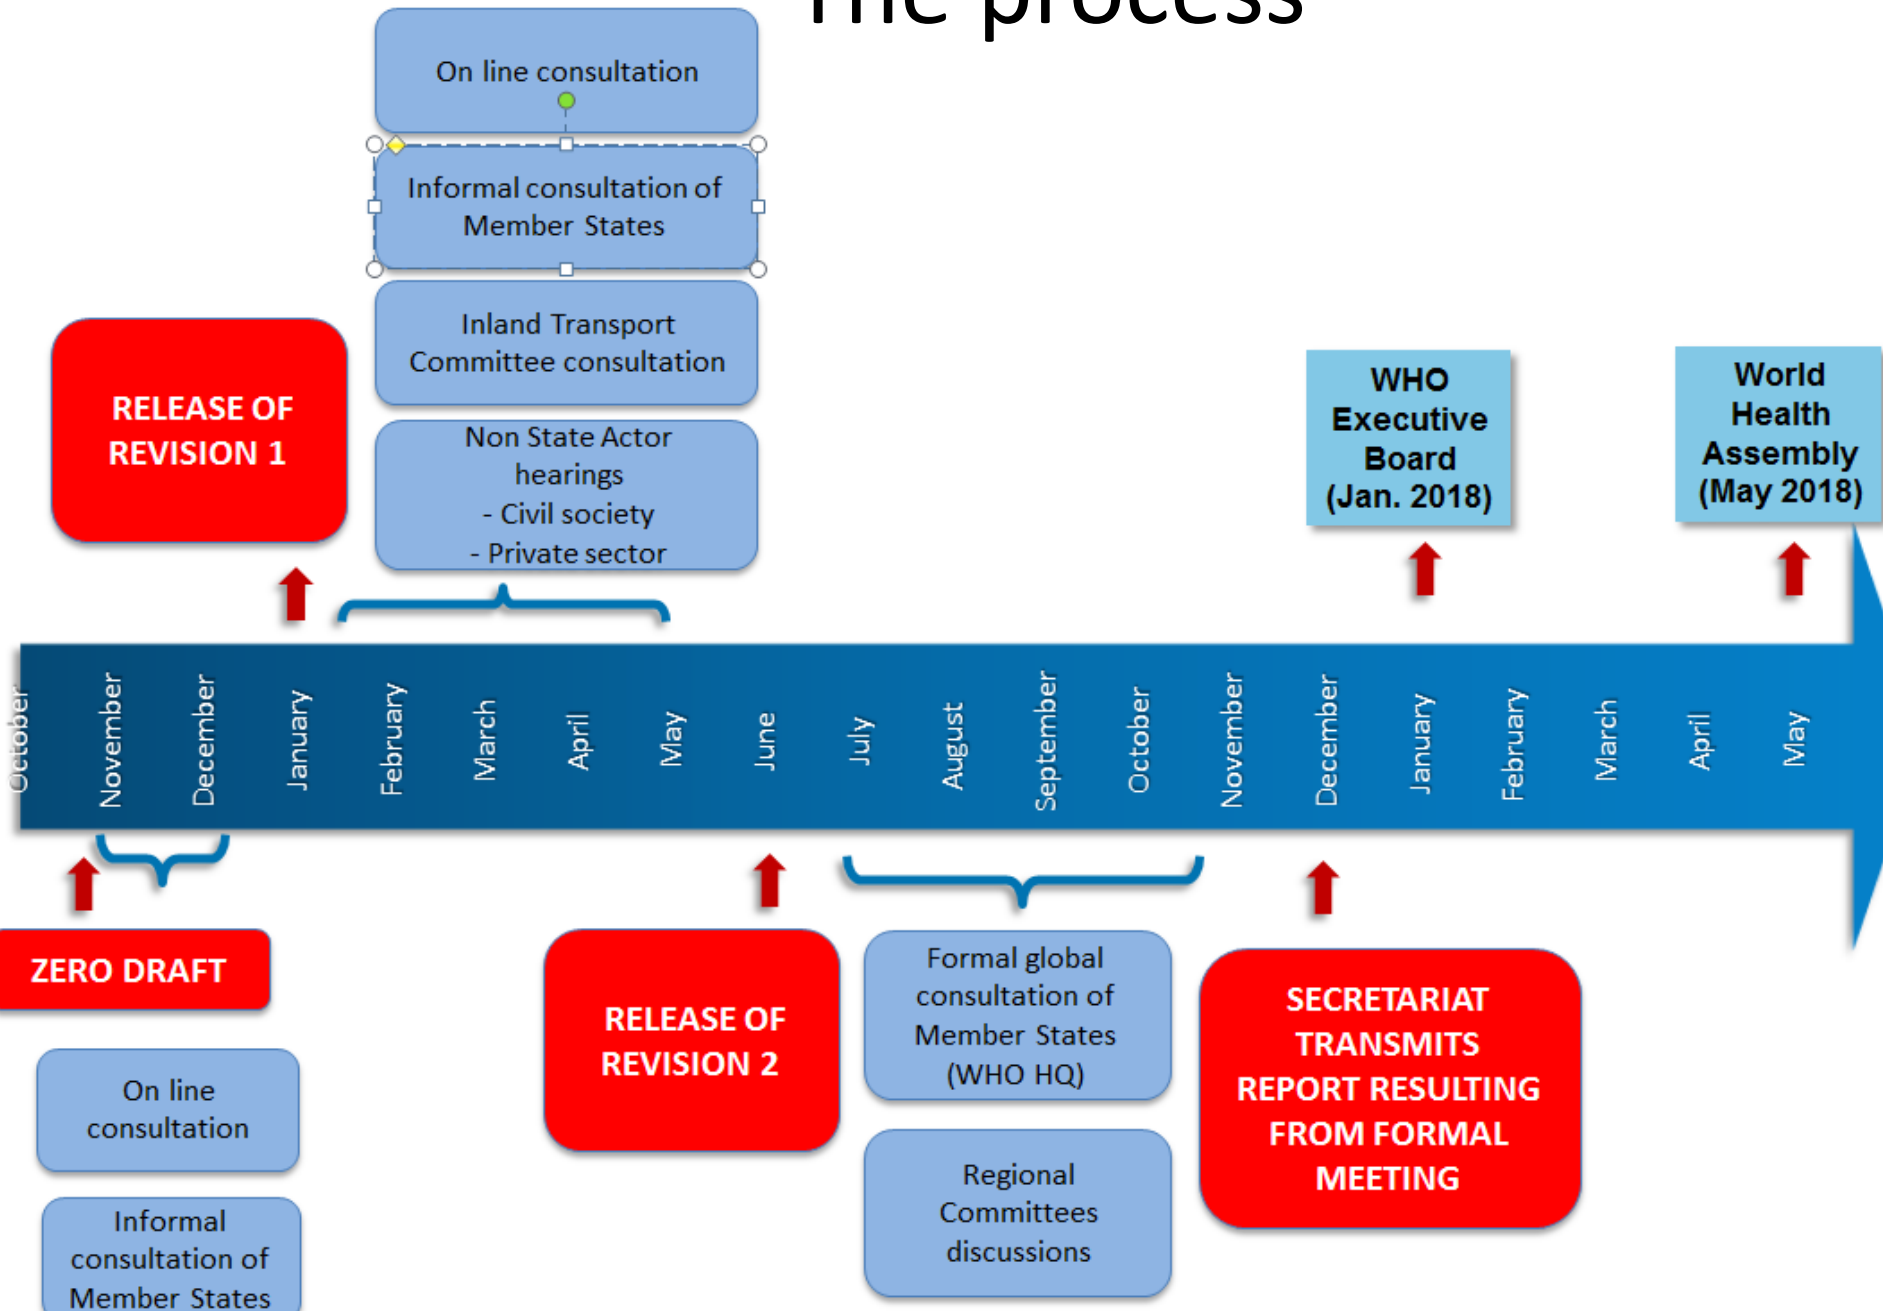 The process
On line consultation
Informal consultation of
Member States
Inland Transport
Committee consultation
Non State Actor
hearings
- Civil society
- Private sector
RELEASE OF
REVISION 1
WHO
Executive
Board
(Jan. 2018)
World
Health
Assembly
(May 2018)
October
November
December
January
February
March
April
May
June
July
August
September
October
November
December
January
February
March
April
May
ZERO DRAFT
On line
consultation
Informal
consultation of
Member States
RELEASE OF
REVISION 2
Formal global
consultation of
Member States
(WHO HQ)
Regional
Committees
discussions
SECRETARIAT
TRANSMITS
REPORT RESULTING
FROM FORMAL
MEETING